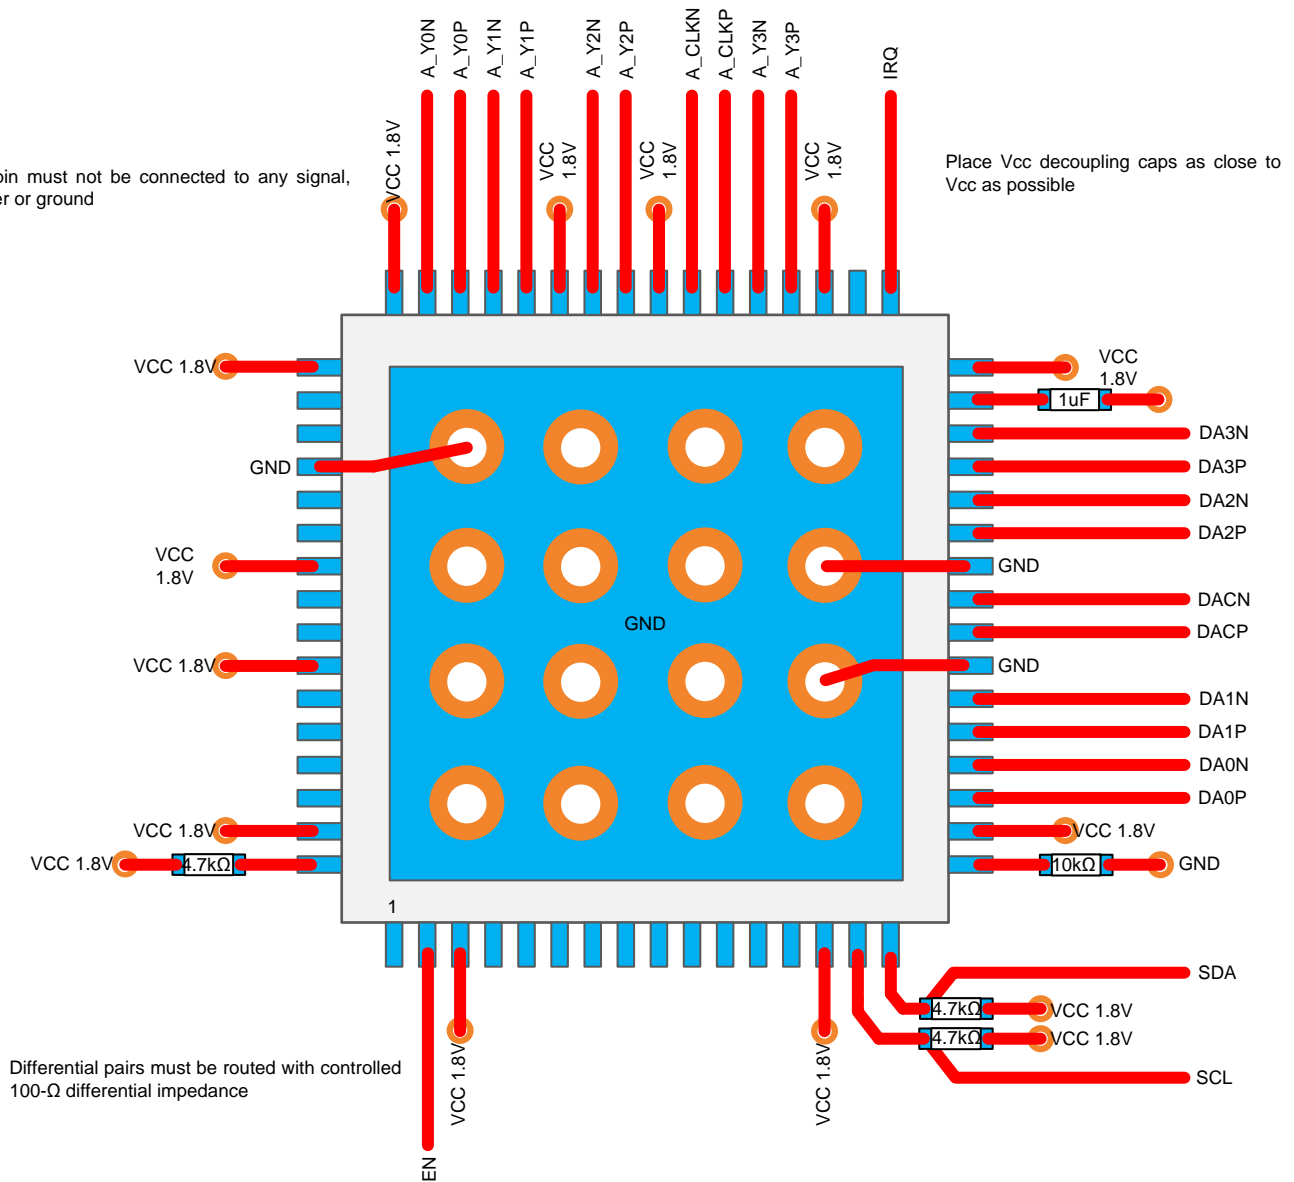 A_Y0N
A_Y0P
A_Y1N
A_Y1P
A_Y2N
A_Y2P
A_CLKN
A_CLKP
A_Y3N
A_Y3P
IRQ
VCC 1.8V
VCC
1.8V
VCC
1.8V
VCC
1.8V
must not be connected to any signal,
or ground
Place Vcc decoupling caps as close to
Vcc as possible
VCC 1.8V
GND
VCC
1.8V
VCC 1.8V
VCC 1.8V
VCC 1.8V
4.7kΩ
GND
1
VCC
1.8V
1uF
DA3N
DA3P
DA2N
DA2P
GND
DACN
DACP
GND
DA1N
DA1P
DA0N
DA0P
VCC 1.8V
10kΩ
GND
SDA
4.7kΩ
VCC 1.8V
4.7kΩ
VCC 1.8V
SCL
VCC 1.8V
VCC 1.8V
EN
Differential pairs must be routed with controlled
100-Ω differential impedance